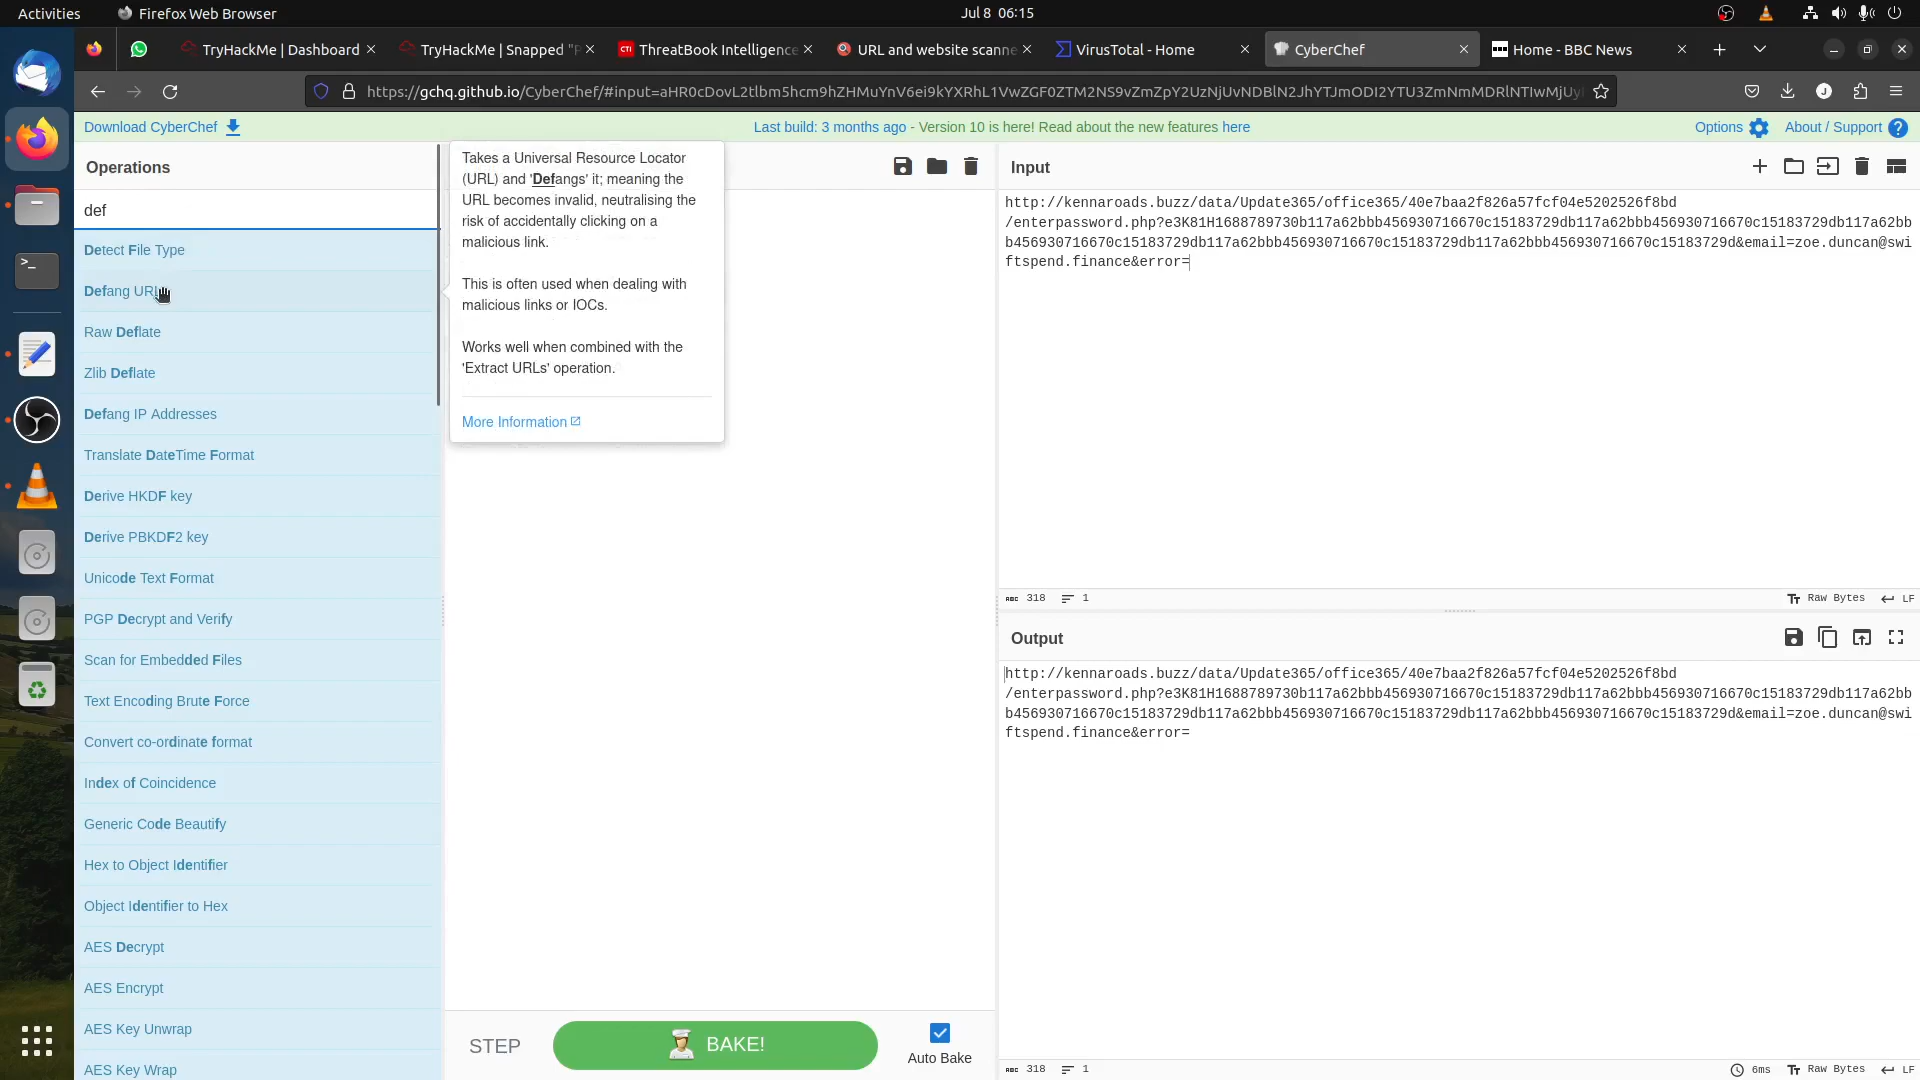 Activities
Firefox Web Browser
Jul 8 06:15
TryHackMe | Dashboard
TryHackMe | Snapped "P
CTI ThreatBook Intelligence
URL and website scanne
VirusTotal - Home
CyberChef
Home - BBC News
https://gchq.github.io/CyberChef/#input=aHR0cDovL2tlbm5hcm9hZHMuYnV6ei9kYXRhL1VwZGF0ZTM2NS9vZmZpY2UzNjUvNDBlN2JhYTJmODI2YTU3ZmNmMDRlNTIwMjUy
Download CyberChef
Last build: 3 months ago - Version 10 is here! Read about the new features here
Options
About / Support
Operations
def
Detect File Type
Defang URL
Raw Deflate
Zlib Deflate
Defang IP Addresses
Translate DateTime Format
Derive HKDF key
Derive PBKDF2 key
Unicode Text Format
PGP Decrypt and Verify
Scan for Embedded Files
Text Encoding Brute Force
Convert co-ordinate format
Index of Coincidence
Generic Code Beautify
Hex to Object Identifier
Object Identifier to Hex
AES Decrypt
AES Encrypt
AES Key Unwrap
AES Key Wrap
Takes a Universal Resource Locator
(URL) and 'Defangs' it; meaning the
URL becomes invalid, neutralising the
risk of accidentally clicking on a
malicious link.
This is often used when dealing with
malicious links or IOCs.
Works well when combined with the
'Extract URLs' operation.
More Information
STEP
BAKE!
Auto Bake
Input
http://kennaroads.buzz/data/Update365/office365/40e7baa2f826a57fcf04e5202526f8bd
/enterpassword.php?e3K81H1688789730b117a62bbb456930716670c15183729db117a62bbb456930716670c15183729db117a62bb
b456930716670c15183729db117a62bbb456930716670c15183729db117a62bbb456930716670c15183729d&email=zoe.duncan@swi
ftspend.finance&error=
ABC 318 1
Raw Bytes
LF
Output
http://kennaroads.buzz/data/Update365/office365/40e7baa2f826a57fcf04e5202526f8bd
/enterpassword.php?e3K81H1688789730b117a62bbb456930716670c15183729db117a62bbb456930716670c15183729db117a62bb
b456930716670c15183729db117a62bbb456930716670c15183729db117a62bbb456930716670c15183729d&email=zoe.duncan@swi
ftspend.finance&error=
ABC 318 1
6ms
Raw Bytes
LF